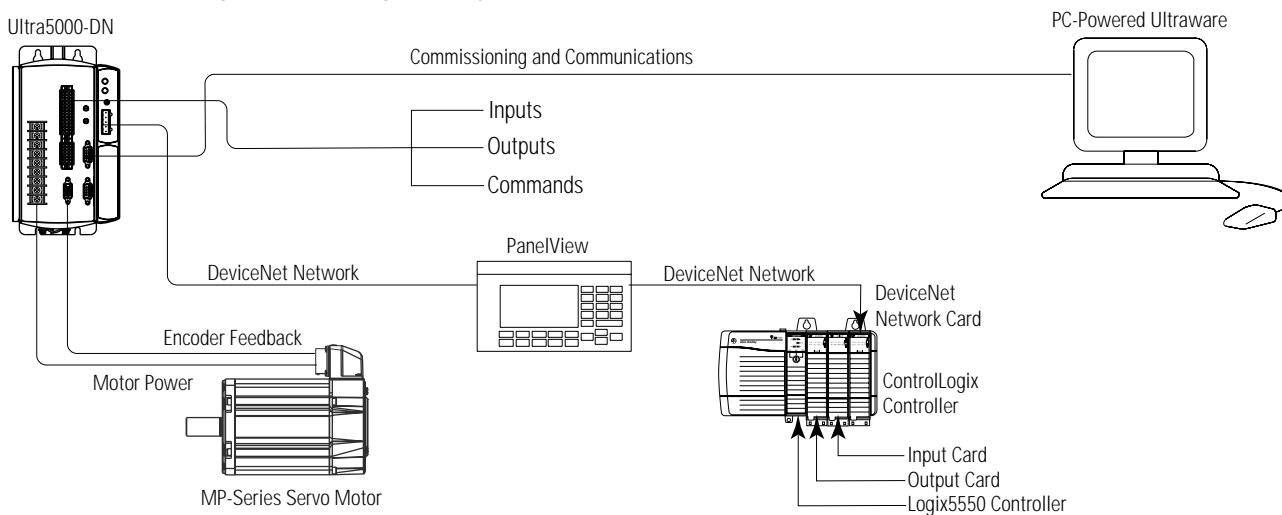 Ultra5000-DN
PC-Powered Ultraware
Commissioning and Communications
Inputs
Outputs
Commands
PanelView
DeviceNet Network
DeviceNet Network
DeviceNet
Network Card
Encoder Feedback
Motor Power
ControlLogix
Controller
Input Card
Output Card
Logix5550 Controller
MP-Series Servo Motor